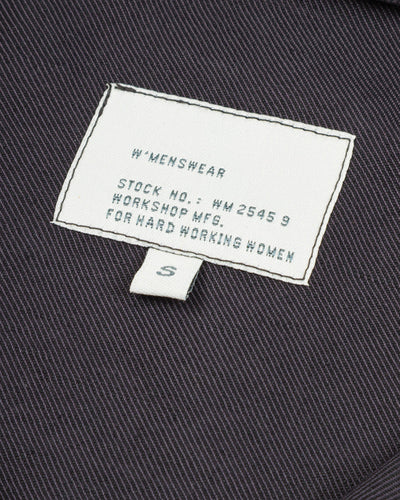 W'MENSWEAR
STOCK NO.: WM 2545 9
WORKSHOP MFG.
FOR HARD WORKING WOMEN
S